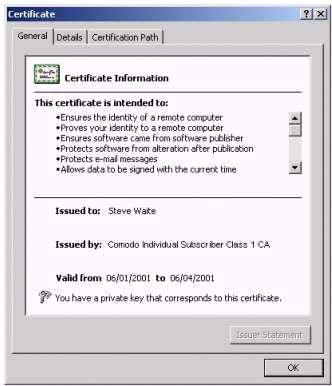 Certificate
General Details Certification Path
Certificate Information
This certificate is intended to:
•Ensures the identity of a remote computer
•Proves your identity to a remote computer
•Ensures software came from software publisher
•Protects software from alteration after publication
•Protects e-mail messages
•Allows data to be signed with the current time
Issued to: Steve Waite
Issued by: Comodo Individual Subscriber Class 1 CA
Valid from 06/01/2001 to 06/04/2001
You have a private key that corresponds to this certificate.
Issuer Statement
OK